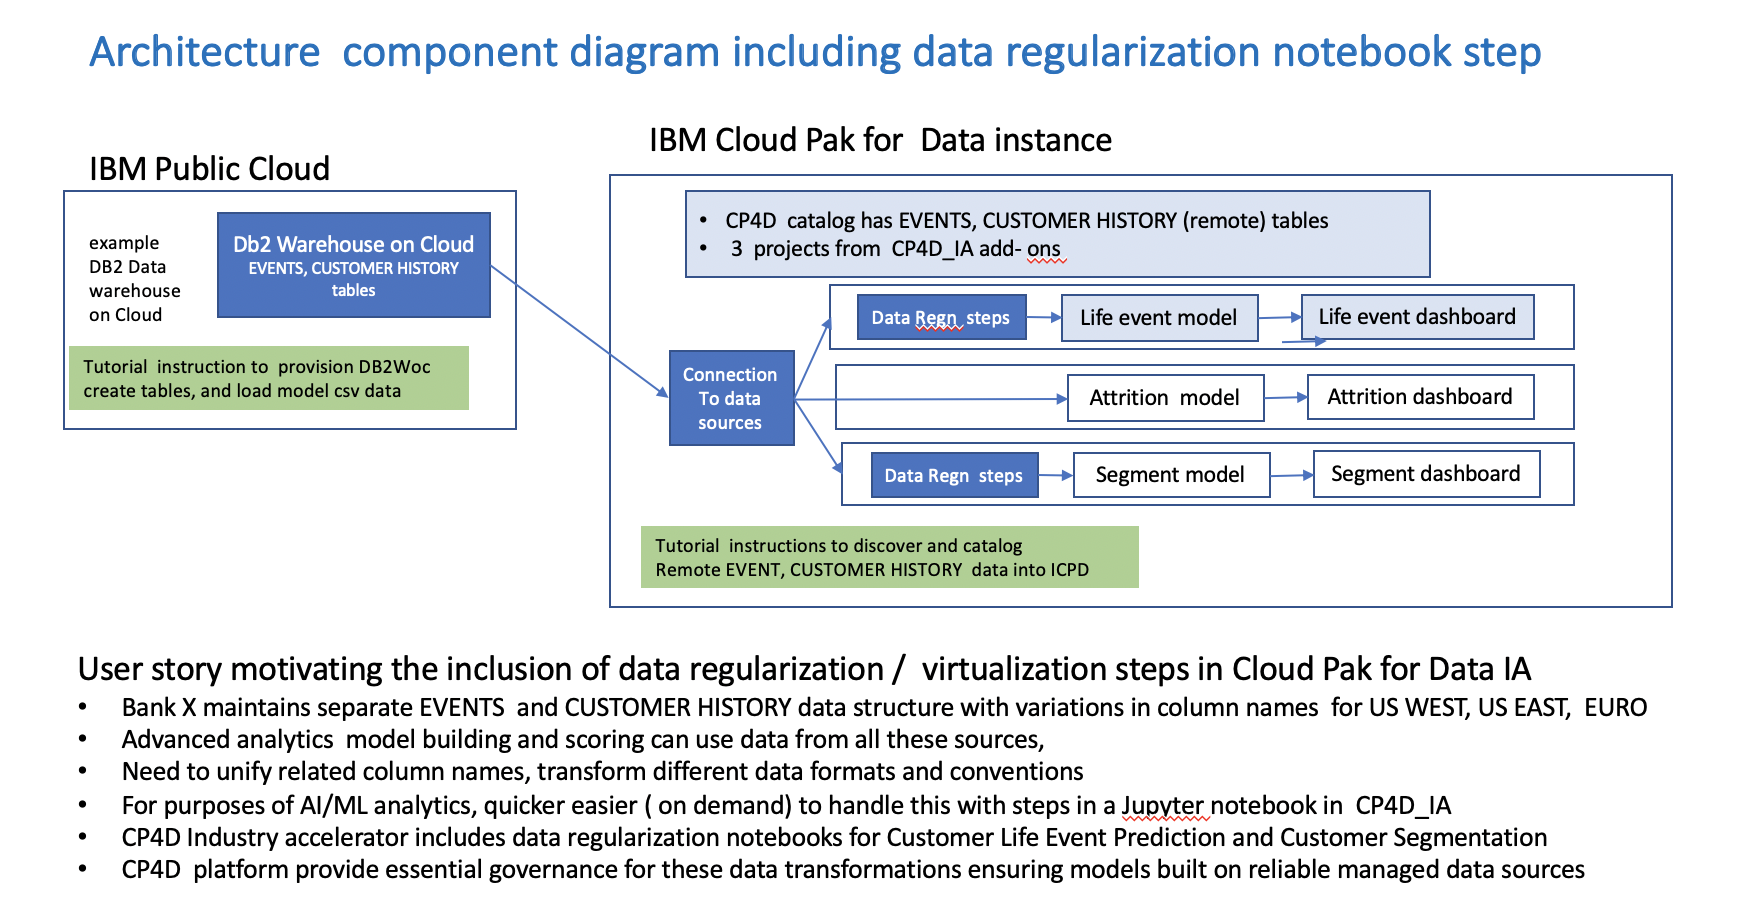 Architecture component diagram including data regularization notebook step
IBM Cloud Pak for Data instance
IBM Public Cloud
example
DB2 Data
warehouse
on Cloud
Db2 Warehouse on Cloud
EVENTS, CUSTOMER HISTORY
tables
Tutorial instruction to provision DB2Woc
create tables, and load model csv data
• CP4D catalog has EVENTS, CUSTOMER HISTORY (remote) tables
• 3 projects from CP4D_IA add- ons
Connection
To data
sources
Data Regn steps
Life event model
Life event dashboard
Attrition model
Attrition dashboard
Data Regn steps
Segment model
Segment dashboard
Tutorial instructions to discover and catalog
Remote EVENT, CUSTOMER HISTORY data into ICPD
User story motivating the inclusion of data regularization / virtualization steps in Cloud Pak for Data IA
• Bank X maintains separate EVENTS and CUSTOMER HISTORY data structure with variations in column names for US WEST, US EAST, EURO
• Advanced analytics model building and scoring can use data from all these sources,
• Need to unify related column names, transform different data formats and conventions
• For purposes of AI/ML analytics, quicker easier ( on demand) to handle this with steps in a Jupyter notebook in CP4D_IA
• CP4D Industry accelerator includes data regularization notebooks for Customer Life Event Prediction and Customer Segmentation
• CP4D platform provide essential governance for these data transformations ensuring models built on reliable managed data sources